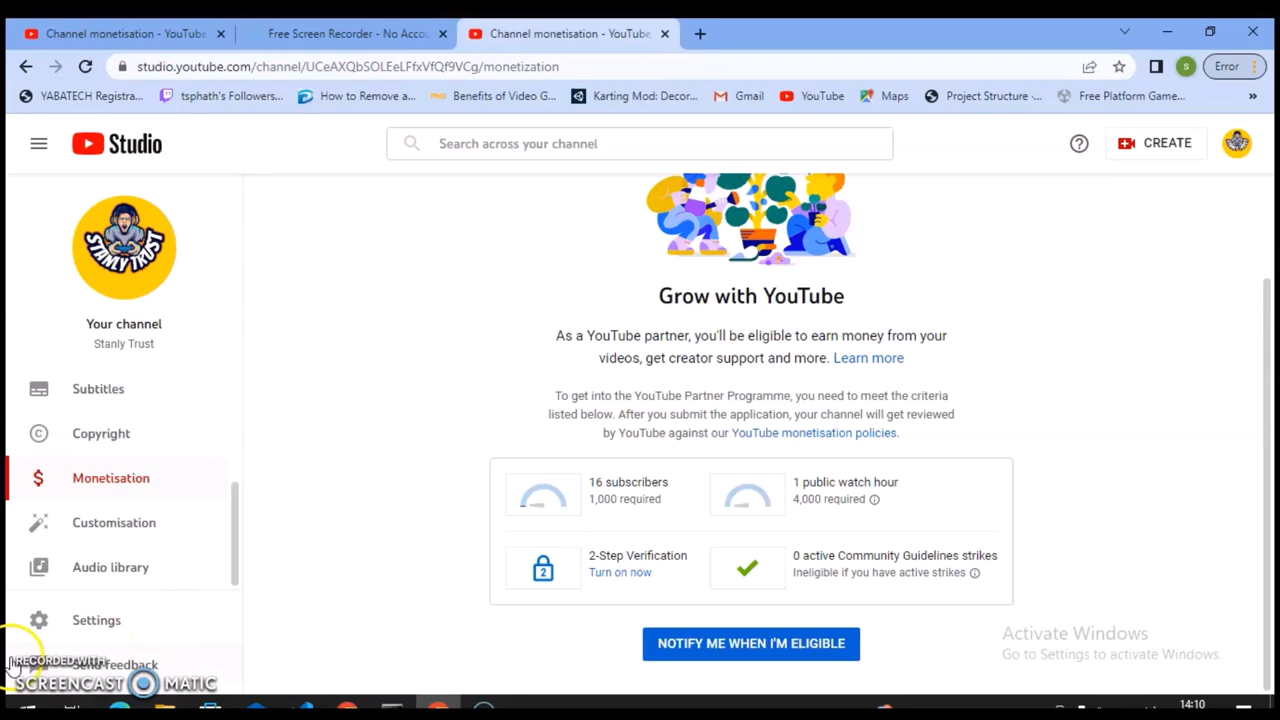 Channel monetisation - YouTube
Free Screen Recorder - No Accou
Channel monetisation - YouTube
studio.youtube.com/channel/UCeAXQbSOLEeLFfxVfQf9VCg/monetization
S
Error
YABATECH Registra...
tsphath's Followers...
How to Remove a...
Benefits of Video G...
Karting Mod: Decor...
Gmail
YouTube
Maps
Project Structure -...
Free Platform Game...
»
Studio
Search across your channel
CREATE
STANLY TRUST
Your channel
Stanly Trust
Subtitles
Copyright
Monetisation
Customisation
Audio library
Settings
Send feedback
RECORDED WITH
SCREENCAST MATIC
Grow with YouTube
As a YouTube partner, you'll be eligible to earn money from your
videos, get creator support and more. Learn more
To get into the YouTube Partner Programme, you need to meet the criteria
listed below. After you submit the application, your channel will get reviewed
by YouTube against our YouTube monetisation policies.
16 subscribers
1,000 required
1 public watch hour
4,000 required
2-Step Verification
Turn on now
0 active Community Guidelines strikes
Ineligible if you have active strikes
NOTIFY ME WHEN I'M ELIGIBLE
Activate Windows
Go to Settings to activate Windows.
14:10